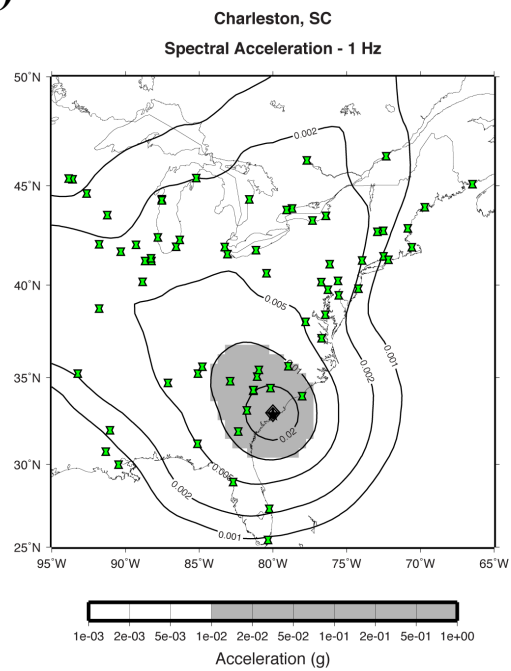 )
Charleston, SC
Spectral Acceleration - 1 Hz
50˚N
45˚N
40˚N
35˚N
30˚N
25˚N
0.002
0.005
0.01
0.02
0.005
0.002
0.001
0.002
0.001
95˚W 90˚W 85˚W 80˚W 75˚W 70˚W 65˚W
1e-03 2e-03 5e-03 1e-02 2e-02 5e-02 1e-01 2e-01 5e-01 1e+00
Acceleration (g)